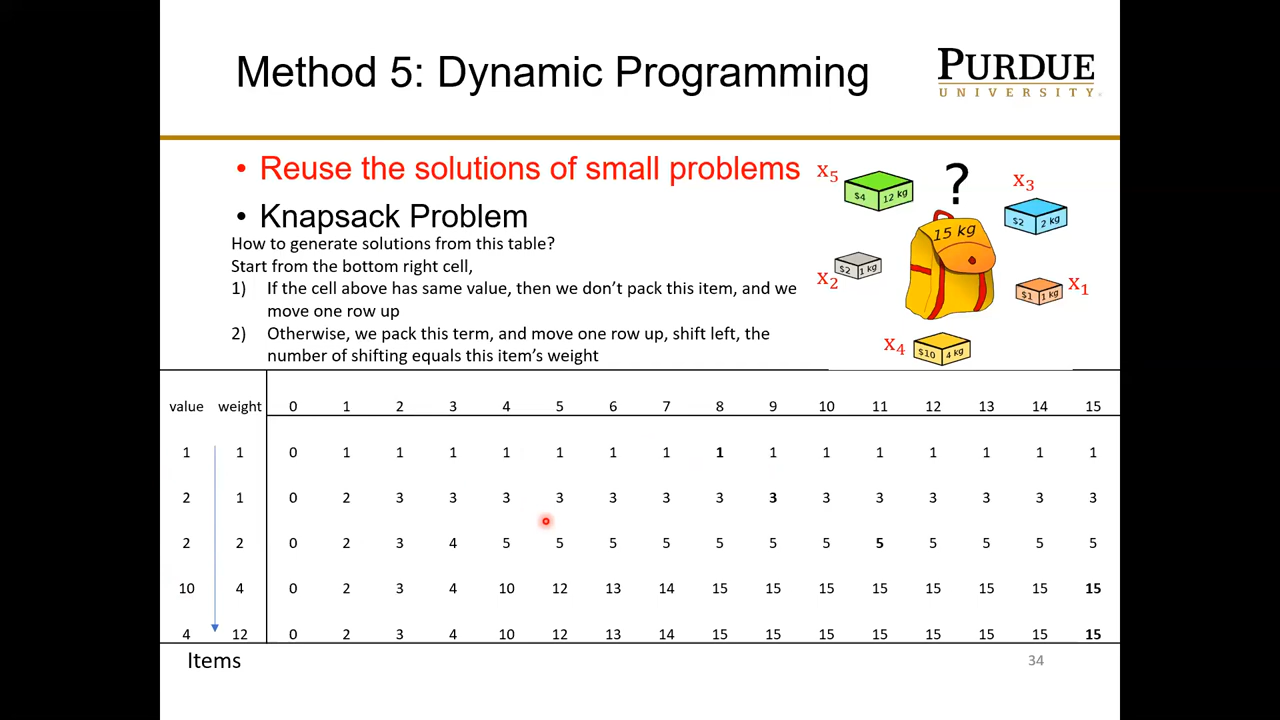 Method 5: Dynamic Programming
PURDUE
UNIVERSITY
• Reuse the solutions of small problems
• Knapsack Problem
How to generate solutions from this table?
Start from the bottom right cell,
1) If the cell above has same value, then we don't pack this item, and we
move one row up
2) Otherwise, we pack this term, and move one row up, shift left, the
number of shifting equals this item's weight
x5
$4 12 kg
?
x3
$2 2 kg
15 kg
x2
$2 1 kg
$1 1 kg
x1
x4
$10 4 kg
value weight 0 1 2 3 4 5 6 7 8 9 10 11 12 13 14 15
1 1 0 1 1 1 1 1 1 1 1 1 1 1 1 1 1 1
2 1 0 2 3 3 3 3 3 3 3 3 3 3 3 3 3 3
2 2 0 2 3 4 5 5 5 5 5 5 5 5 5 5 5 5
10 4 0 2 3 4 10 12 13 14 15 15 15 15 15 15 15 15
4 12 0 2 3 4 10 12 13 14 15 15 15 15 15 15 15 15
Items
34